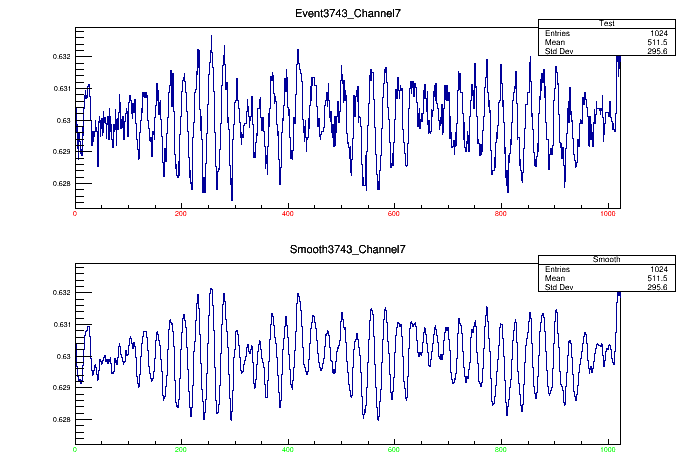 Event3743_Channel7
Test
Entries 1024
Mean 511.5
Std Dev 295.6
0.632
0.631
0.63
0.629
0.628
0 200 400 600 800 1000
Smooth3743_Channel7
Smooth
Entries 1024
Mean 511.5
Std Dev 295.6
0.632
0.631
0.63
0.629
0.628
0 200 400 600 800 1000